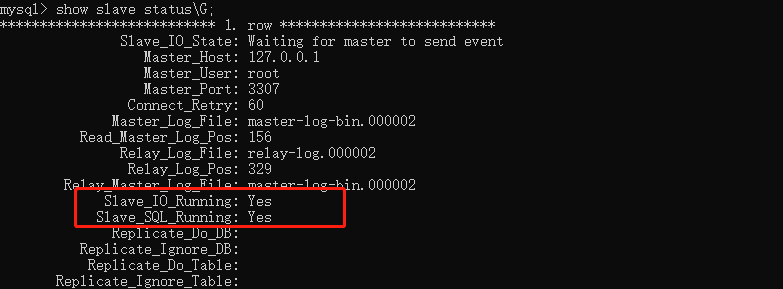 mysql> show slave status\G;
*************************** 1. row ***************************
Slave_IO_State: Waiting for master to send event
Master_Host: 127.0.0.1
Master_User: root
Master_Port: 3307
Connect_Retry: 60
Master_Log_File: master-log-bin.000002
Read_Master_Log_Pos: 156
Relay_Log_File: relay-log.000002
Relay_Log_Pos: 329
Relay_Master_Log_File: master-log-bin.000002
Slave_IO_Running: Yes
Slave_SQL_Running: Yes
Replicate_Do_DB:
Replicate_Ignore_DB:
Replicate_Do_Table:
Replicate_Ignore_Table: